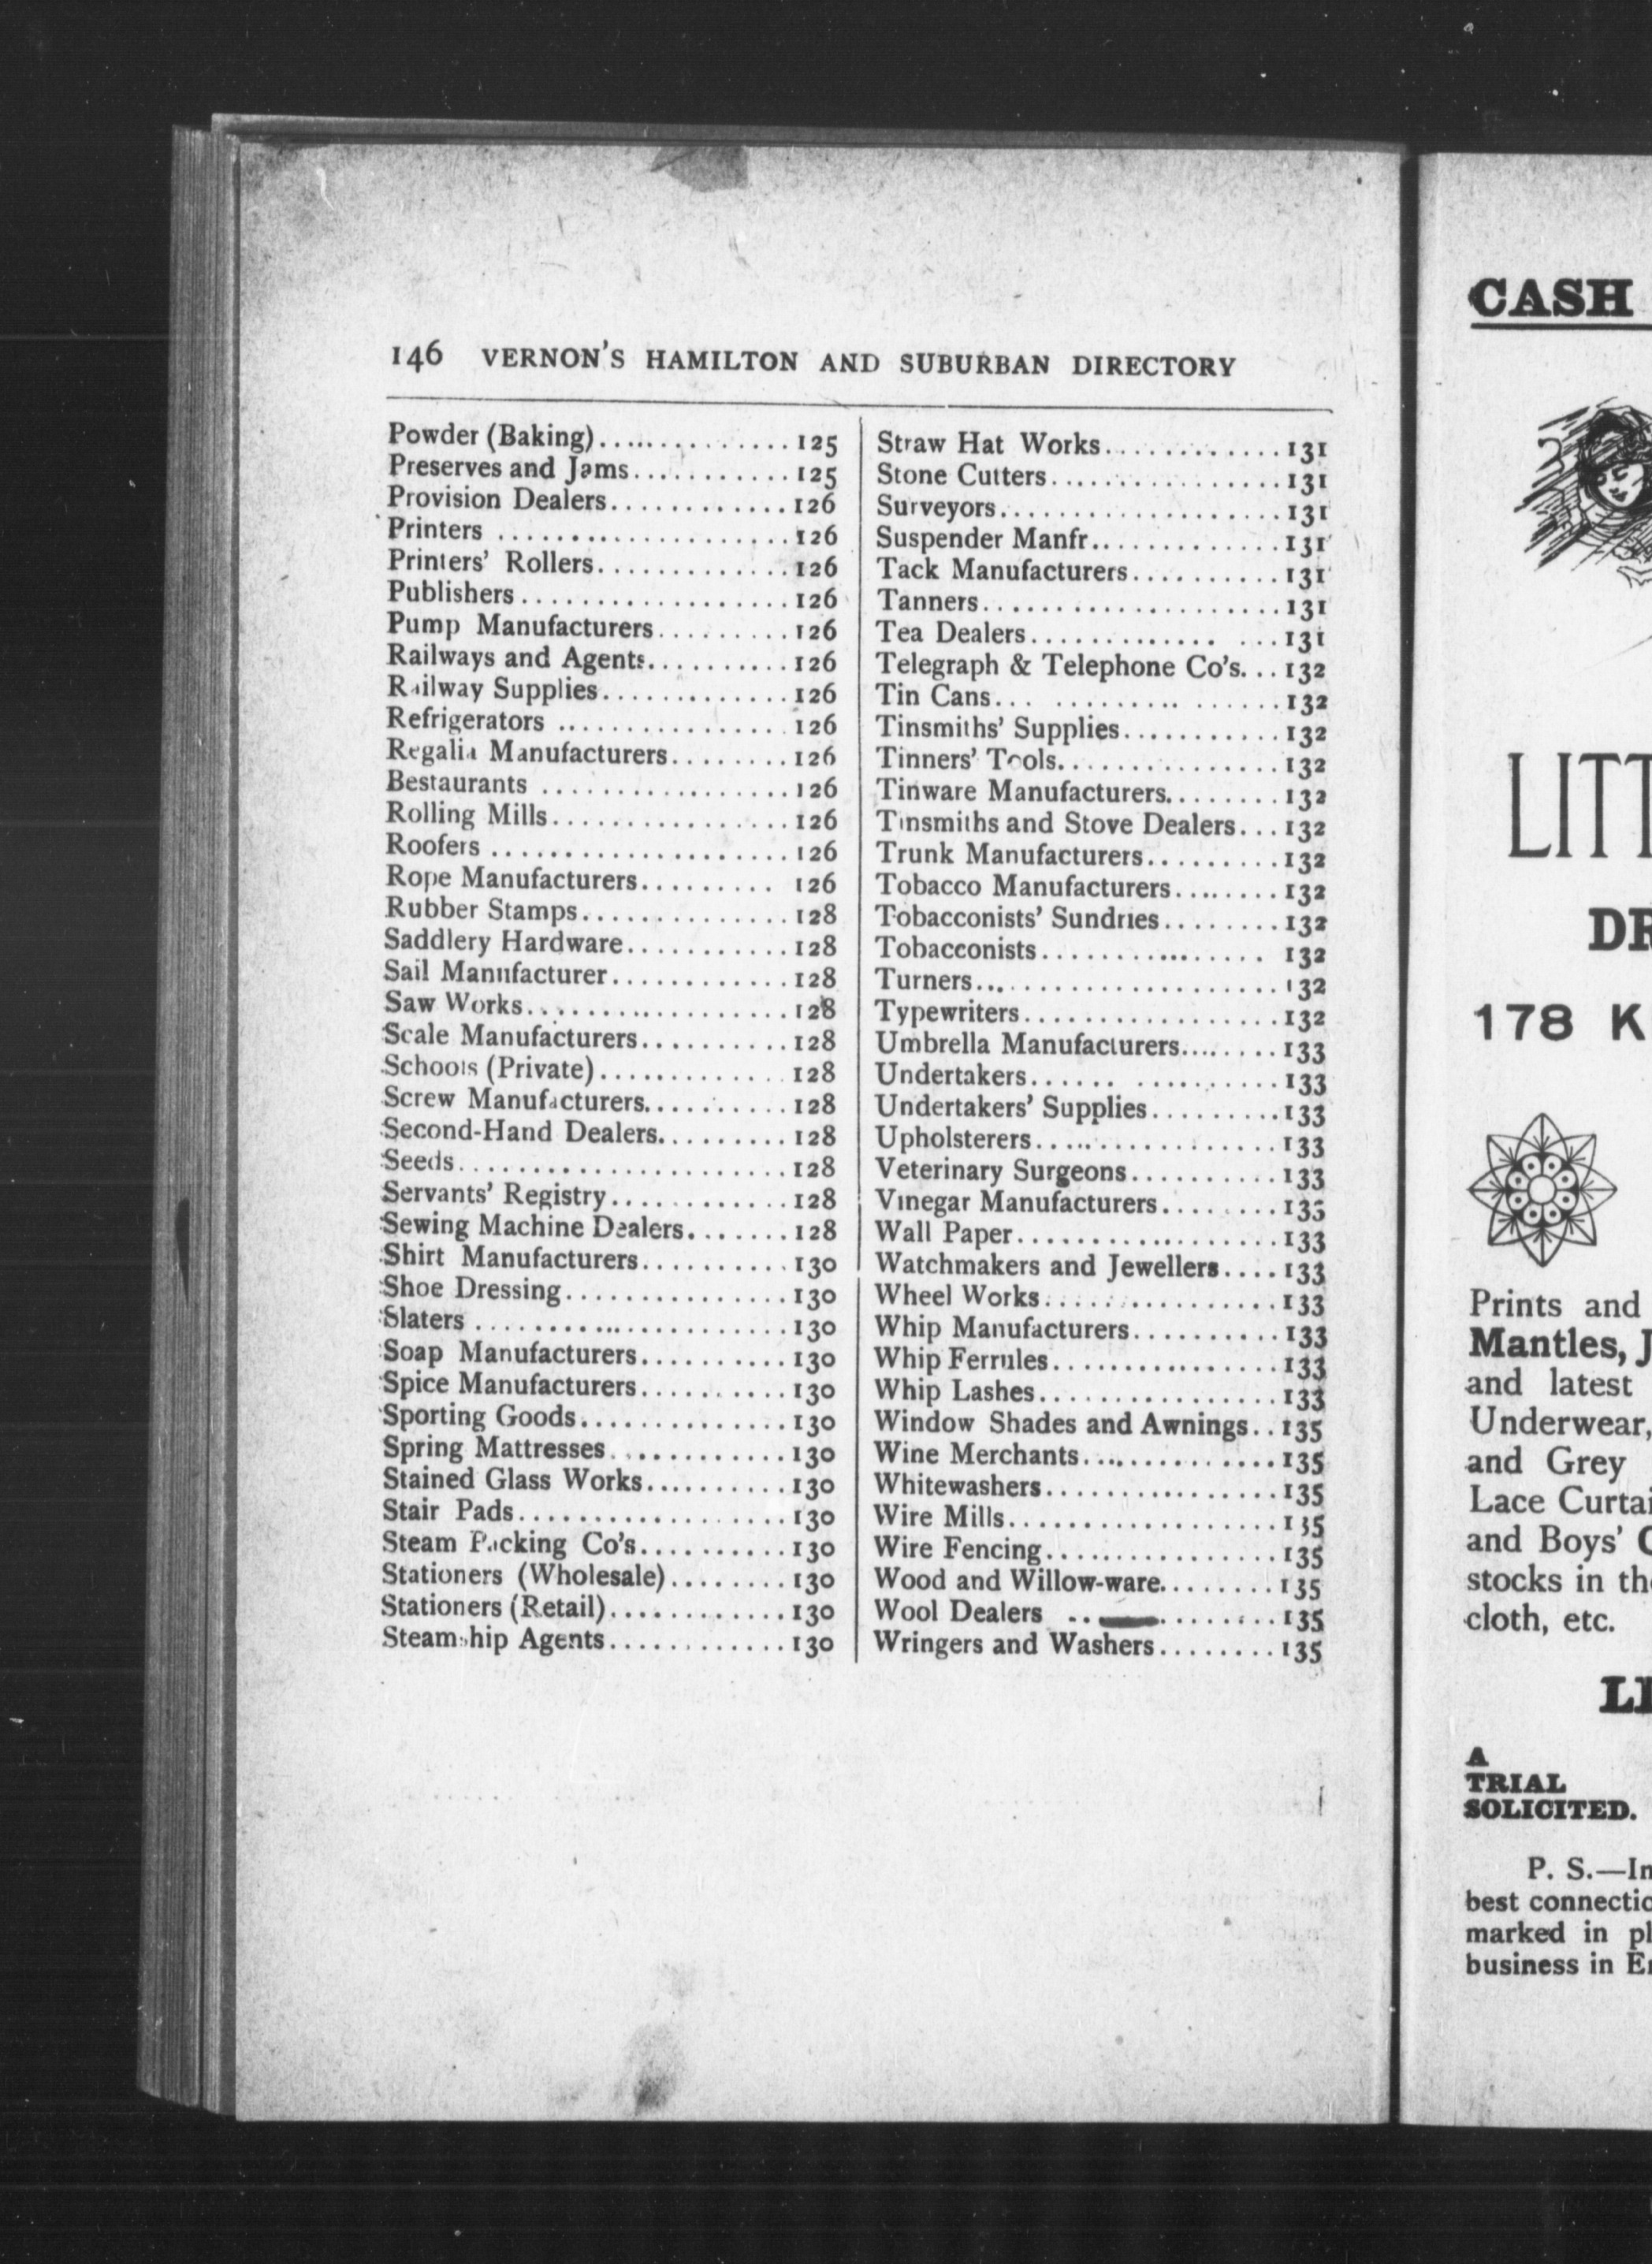 146 VERNON'S HAMILTON AND SUBURBAN DIRECTORY
Powder (Baking)................125
Preserves and Jams............125
Provision Dealers............126
Printers ....................126
Printers' Rollers.............126
Publishers..................126
Pump Manufacturers.........126
Railways and Agents..........126
Railway Supplies.............126
Refrigerators ................126
Regalia Manufacturers........126
Bestaurants .................126
Rolling Mills................126
Roofers ....................126
Rope Manufacturers......... 126
Rubber Stamps..............128
Saddlery Hardware...........128
Sail Manufacturer............128
Saw Works..................128
Scale Manufacturers..........128
Schools (Private).............128
Screw Manufacturers..........128
Second-Hand Dealers.........128
Seeds......................128
Servants' Registry............128
Sewing Machine Dealers.......128
Shirt Manufacturers..........130
Shoe Dressing...............130
Slaters .....................130
Soap Manufacturers..........130
Spice Manufacturers..........130
Sporting Goods..............130
Spring Mattresses............130
Stained Glass Works..........130
Stair Pads..................130
Steam Packing Co's..........130
Stationers (Wholesale)........130
Stationers (Retail)............130
Steamship Agents............130
Straw Hat Works............131
Stone Cutters................131
Surveyors...................131
Suspender Manfr.............131
Tack Manufacturers..........131
Tanners....................131
Tea Dealers............. ...131
Telegraph & Telephone Co's...132
Tin Cans... .......... ......132
Tinsmiths' Supplies...........132
Tinners' Tools...............132
Tinware Manufacturers........132
Tinsmiths and Stove Dealers...132
Trunk Manufacturers.........132
Tobacco Manufacturers.......132
Tobacconists' Sundries........132
Tobacconists............... 132
Turners....................132
Typewriters.................132
Umbrella Manufacturers.......133
Undertakers...... ..........133
Undertakers' Supplies.........133
Upholsterers................133
Veterinary Surgeons..........133
Vinegar Manufacturers........133
Wall Paper..................133
Watchmakers and Jewellers....133
Wheel Works................133
Whip Manufacturers..........133
Whip Ferrules...............133
Whip Lashes................133
Window Shades and Awnings..135
Wine Merchants..............135
Whitewashers................135
Wire Mills..................135
Wire Fencing................135
Wood and Willow-ware........135
Wool Dealers ............135
Wringers and Washers........135
CASH
LITT
DR
178 K
Prints and
Mantles, J
and latest
Underwear,
and Grey
Lace Curtai
and Boys' C
stocks in the
cloth, etc.
LI
A
TRIAL
SOLICITED.
P. S.—In
best connectio
marked in pl
business in En